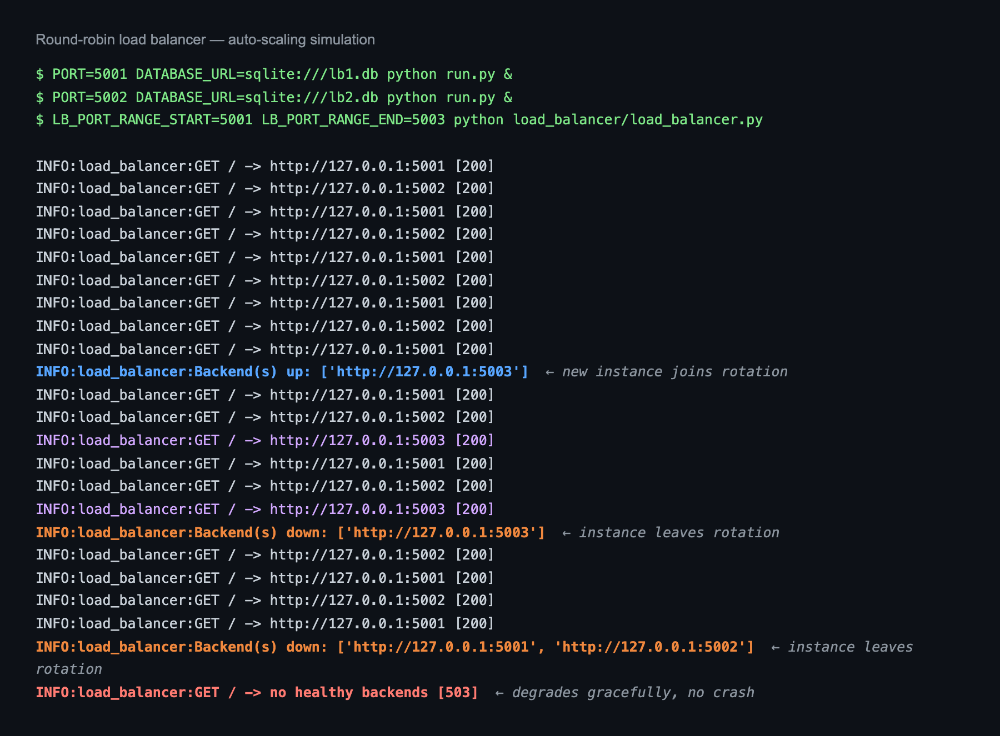 Round-robin load balancer — auto-scaling simulation
$ PORT=5001 DATABASE_URL=sqlite:///lb1.db python run.py &
$ PORT=5002 DATABASE_URL=sqlite:///lb2.db python run.py &
$ LB_PORT_RANGE_START=5001 LB_PORT_RANGE_END=5003 python load_balancer/load_balancer.py
INFO:load_balancer:GET / -> http://127.0.0.1:5001 [200]
INFO:load_balancer:GET / -> http://127.0.0.1:5002 [200]
INFO:load_balancer:GET / -> http://127.0.0.1:5001 [200]
INFO:load_balancer:GET / -> http://127.0.0.1:5002 [200]
INFO:load_balancer:GET / -> http://127.0.0.1:5001 [200]
INFO:load_balancer:GET / -> http://127.0.0.1:5002 [200]
INFO:load_balancer:GET / -> http://127.0.0.1:5001 [200]
INFO:load_balancer:GET / -> http://127.0.0.1:5002 [200]
INFO:load_balancer:GET / -> http://127.0.0.1:5001 [200]
INFO:load_balancer:Backend(s) up: ['http://127.0.0.1:5003'] ← new instance joins rotation
INFO:load_balancer:GET / -> http://127.0.0.1:5001 [200]
INFO:load_balancer:GET / -> http://127.0.0.1:5002 [200]
INFO:load_balancer:GET / -> http://127.0.0.1:5003 [200]
INFO:load_balancer:GET / -> http://127.0.0.1:5001 [200]
INFO:load_balancer:GET / -> http://127.0.0.1:5002 [200]
INFO:load_balancer:GET / -> http://127.0.0.1:5003 [200]
INFO:load_balancer:Backend(s) down: ['http://127.0.0.1:5003'] ← instance leaves rotation
INFO:load_balancer:GET / -> http://127.0.0.1:5002 [200]
INFO:load_balancer:GET / -> http://127.0.0.1:5001 [200]
INFO:load_balancer:GET / -> http://127.0.0.1:5002 [200]
INFO:load_balancer:GET / -> http://127.0.0.1:5001 [200]
INFO:load_balancer:Backend(s) down: ['http://127.0.0.1:5001', 'http://127.0.0.1:5002'] ← instance leaves
rotation
INFO:load_balancer:GET / -> no healthy backends [503] ← degrades gracefully, no crash